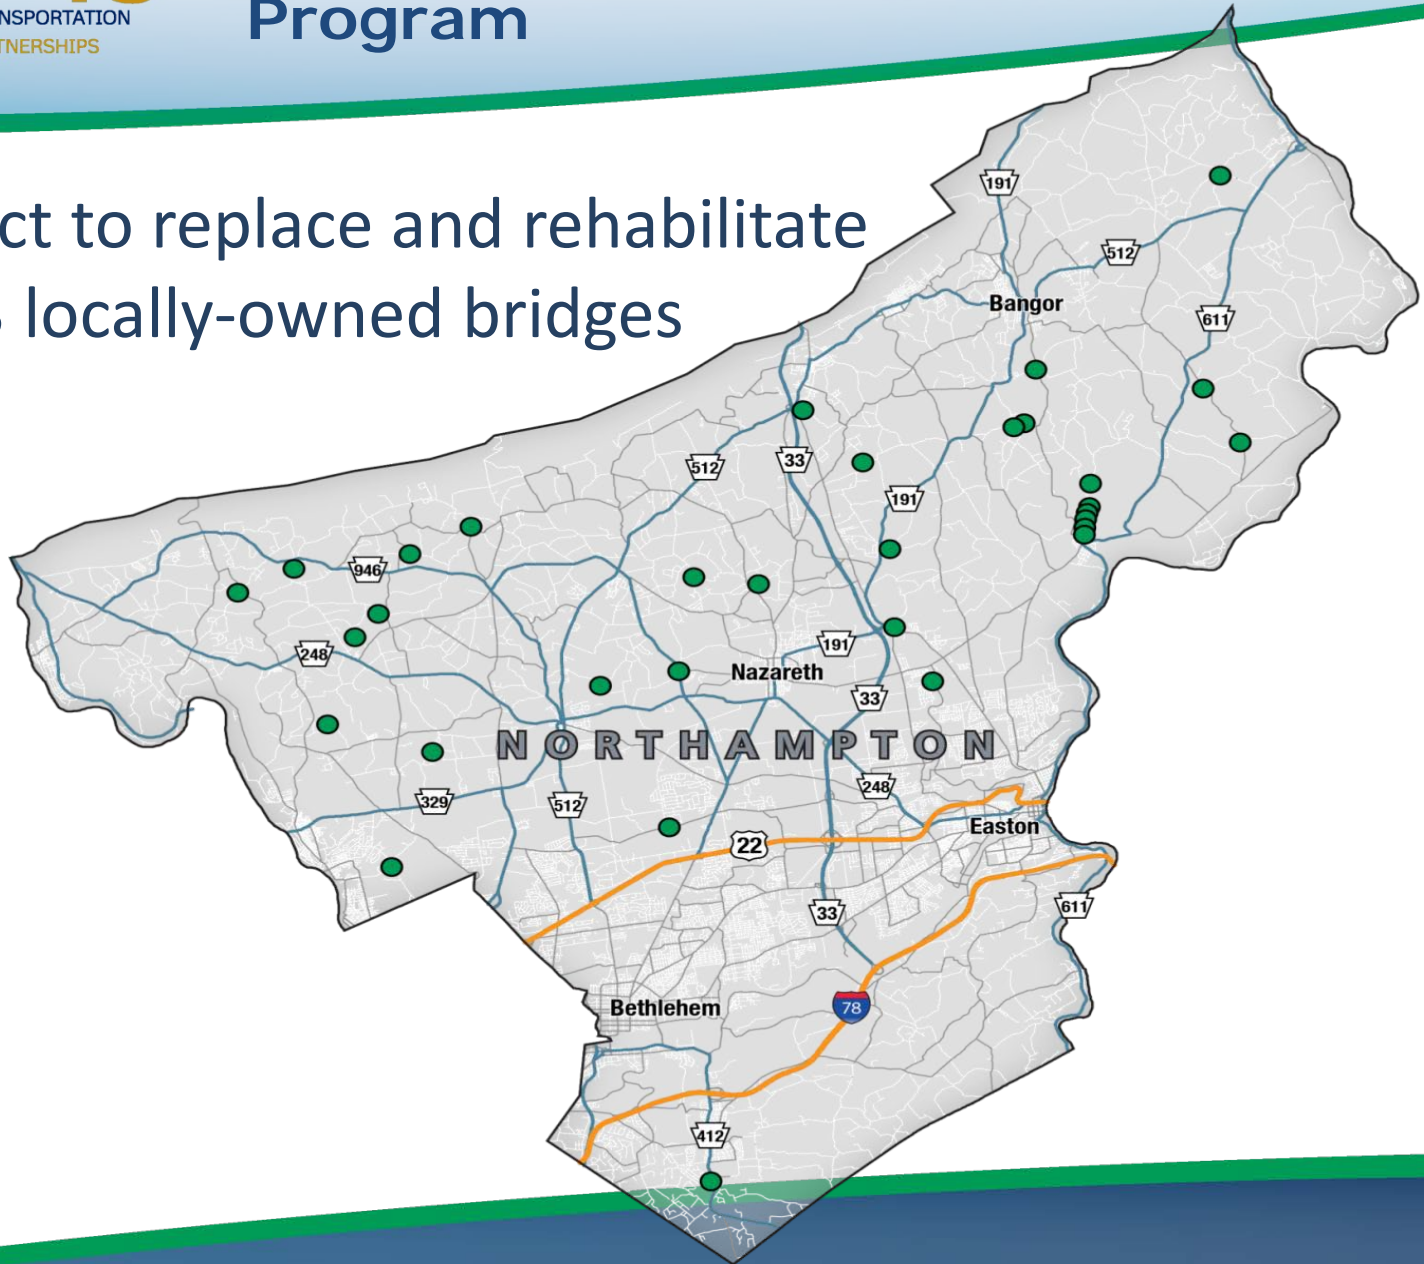 NSPORTATION
TNERSHIPS
Program
ct to replace and rehabilitate
locally-owned bridges
191
512
Bangor
611
512
33
191
946
248
191
Nazareth
33
NORTHAMPTON
248
329
512
22
Easton
33
611
Bethlehem
78
412